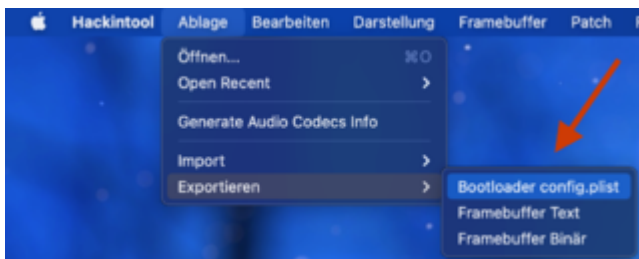 Hackintool Ablage Bearbeiten Darstellung Framebuffer Patch
Öffnen... ⌘O
Open Recent
Generate Audio Codecs Info
Import
Exportieren
Bootloader config.plist
Framebuffer Text
Framebuffer Binär